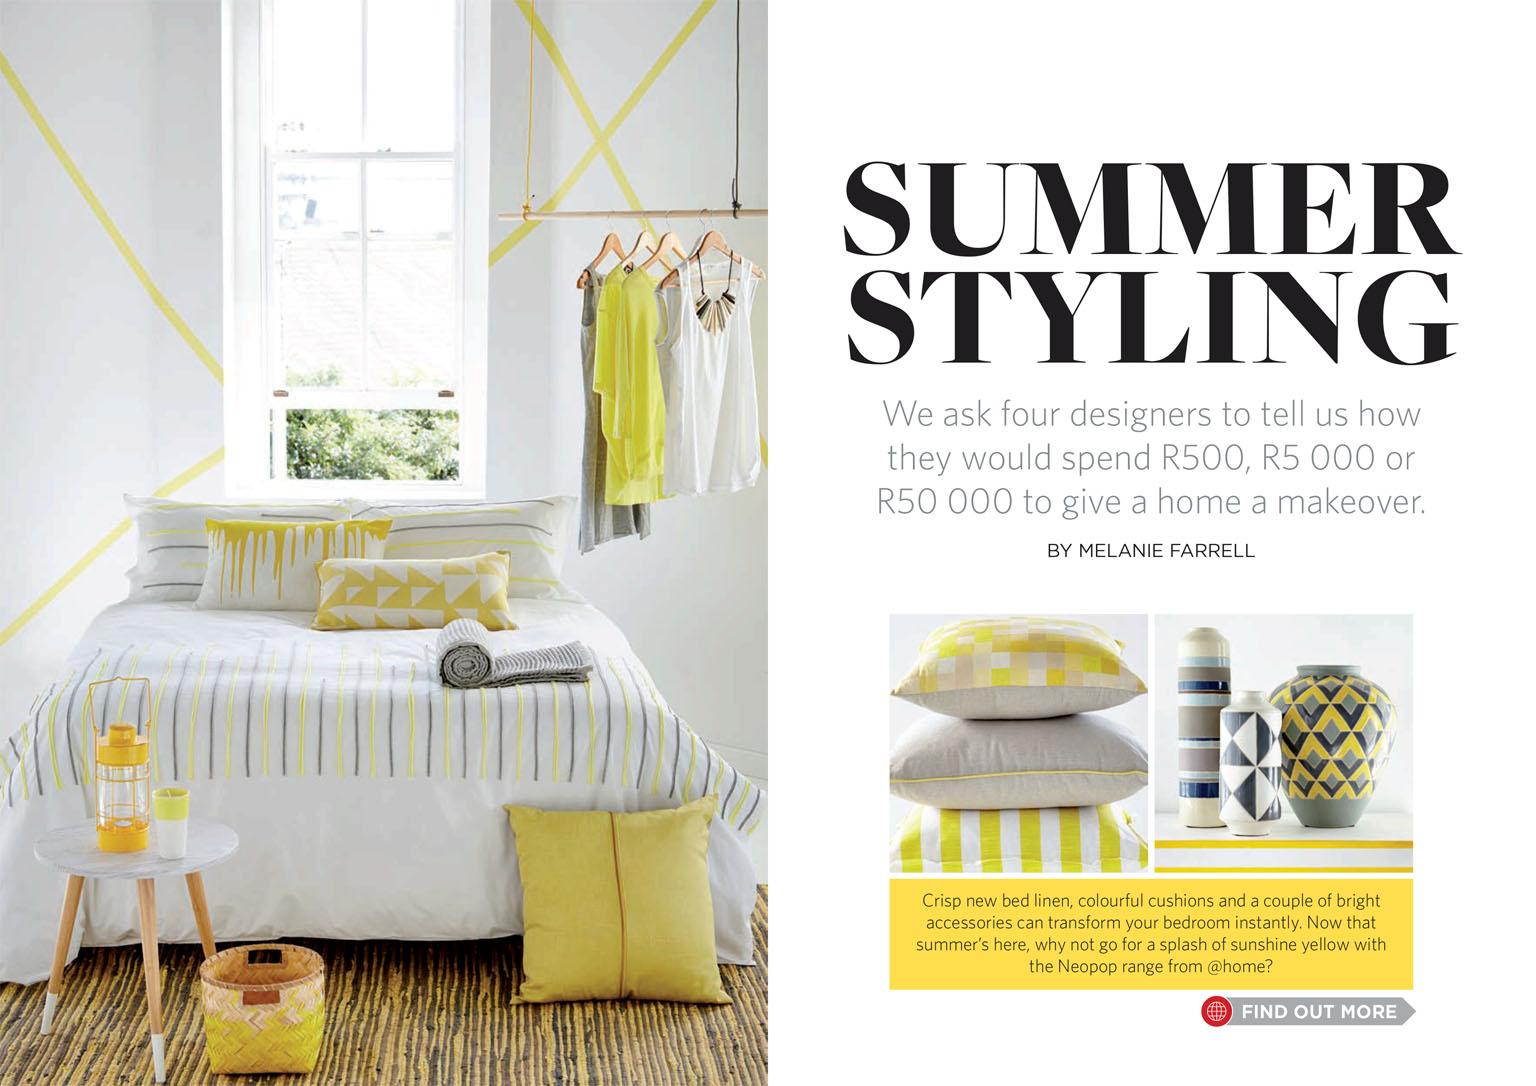 SUMMER
STYLING
We ask four designers to tell us how
they would spend R500, R5 000 or
R50 000 to give a home a makeover.
BY MELANIE FARRELL
Crisp new bed linen, colourful cushions and a couple of bright
accessories can transform your bedroom instantly. Now that
summer’s here, why not go for a splash of sunshine yellow with
the Neopop range from @home?
FIND OUT MORE